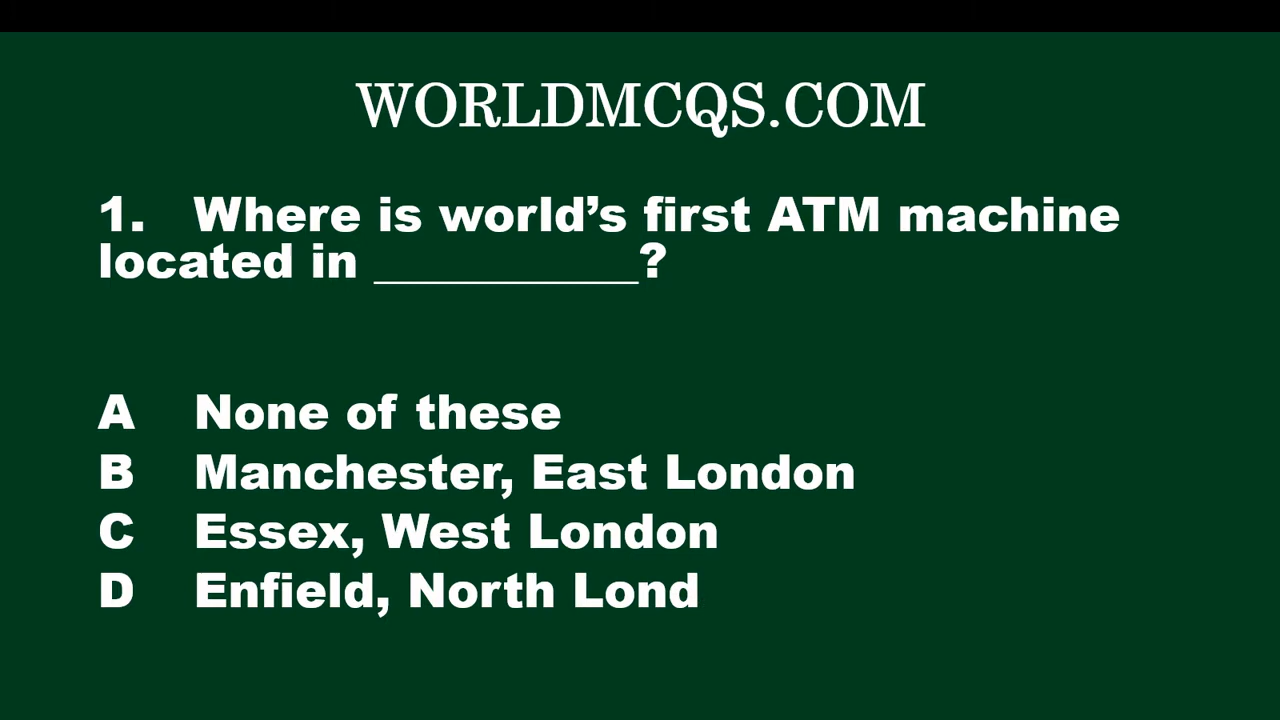 WORLDMCQS.COM
1. Where is world’s first ATM machine
located in ___________?
A None of these
B Manchester, East London
C Essex, West London
D Enfield, North Lond